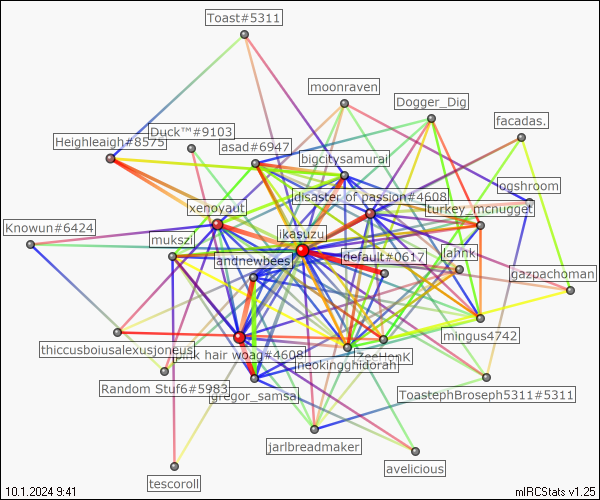 Toast#5311
moonraven
Dogger_Dig
facadas.
Duck™#9103
Heighleaigh#8575
asad#6947
bigcitysamurai
ogshroom
disaster of passion#4608
xenovaut
turkey_mcnugget
Knowun#6424
ikasuzu
mukszi
lahnk
default#0617
andnewbees
gazpachoman
mingus4742
thiccusboiusalexusjoneus
pink hair woag#4608
ZeeHonK
neokingghidorah
Random Stuf6#5983
gregor_samsa
ToastephBroseph5311#5311
jarlbreadmaker
avelicious
tescoroll
10.1.2024 9:41
mIRCStats v1.25